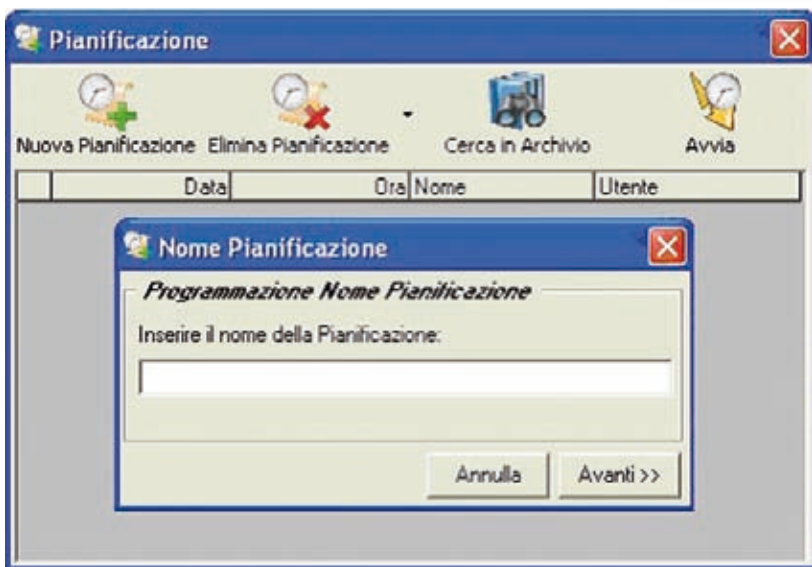 Pianificazione
Nuova Pianificazione Elimina Pianificazione Cerca in Archivio Avvia
Data Ora Nome Utente
Nome Pianificazione
Programmazione Nome Pianificazione
Inserire il nome della Pianificazione:
Annulla Avanti >>